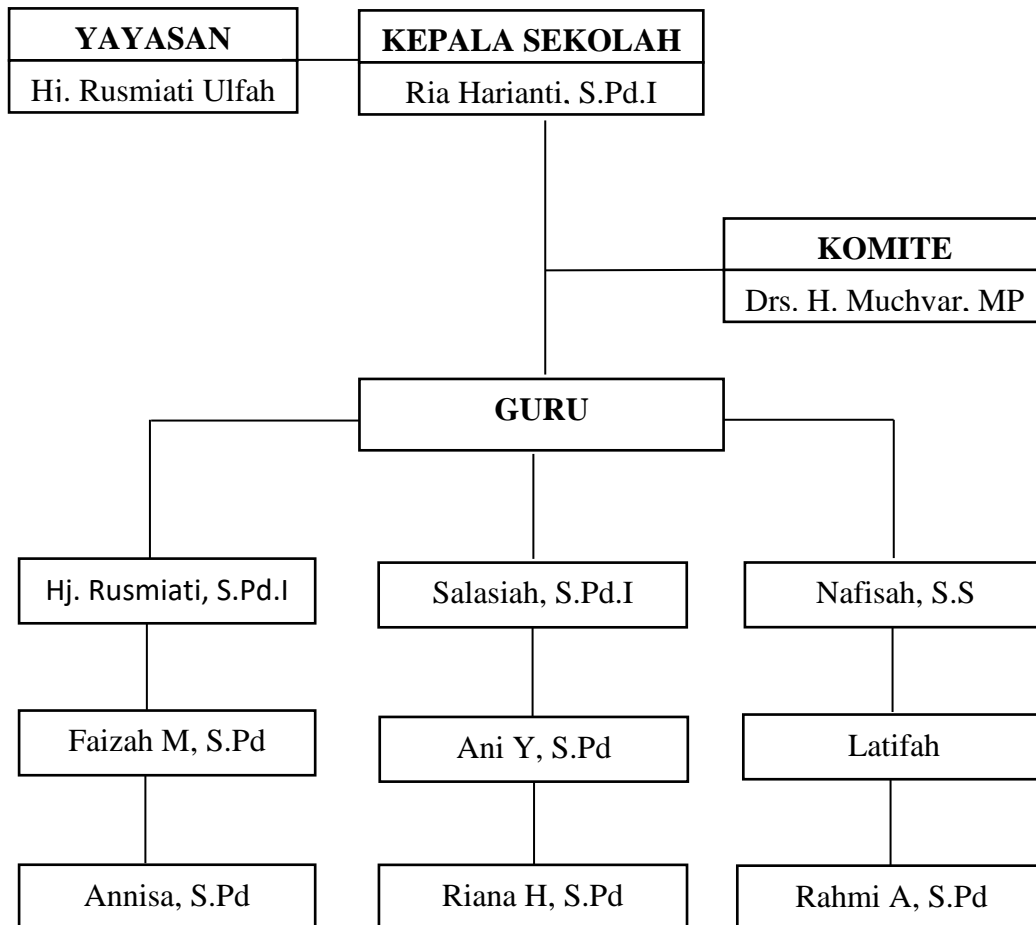 YAYASAN
Hj. Rusmiati Ulfah
KEPALA SEKOLAH
Ria Harianti, S.Pd.I
KOMITE
Drs. H. Muchyar, MP
GURU
Hj. Rusmiati, S.Pd.I
Salasiah, S.Pd.I
Nafisah, S.S
Faizah M, S.Pd
Ani Y, S.Pd
Latifah
Annisa, S.Pd
Riana H, S.Pd
Rahmi A, S.Pd